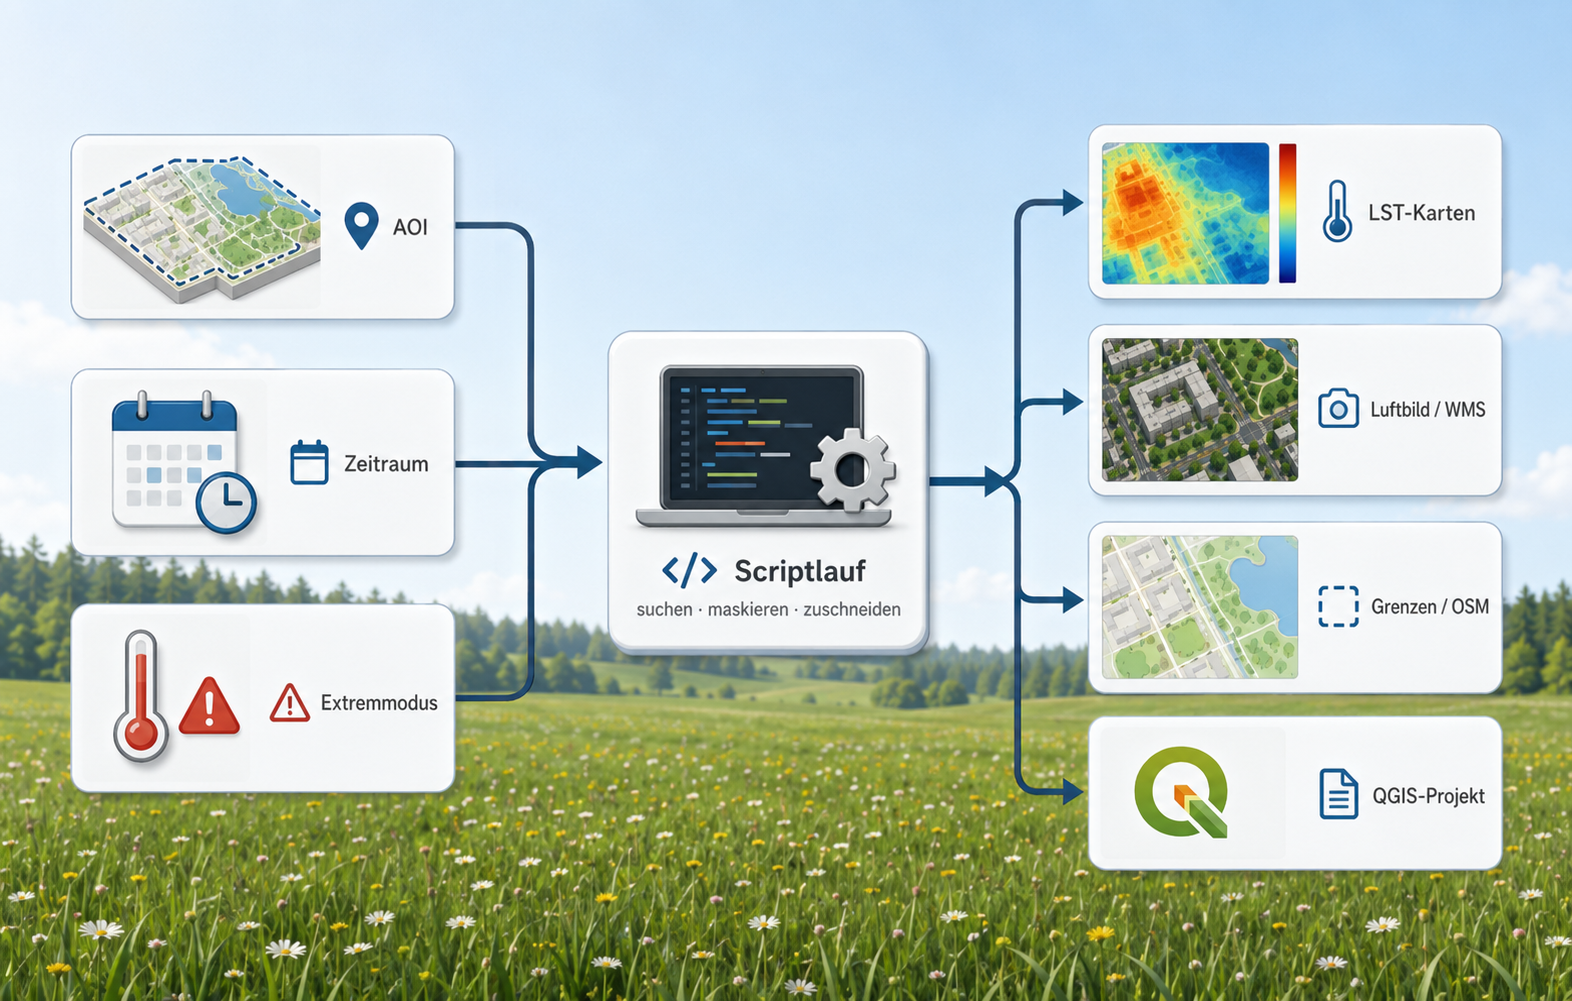 AOI
Zeitraum
Extremmodus
</> Scriptlauf
suchen · maskieren · zuschneiden
LST-Karten
Luftbild / WMS
Grenzen / OSM
QGIS-Projekt